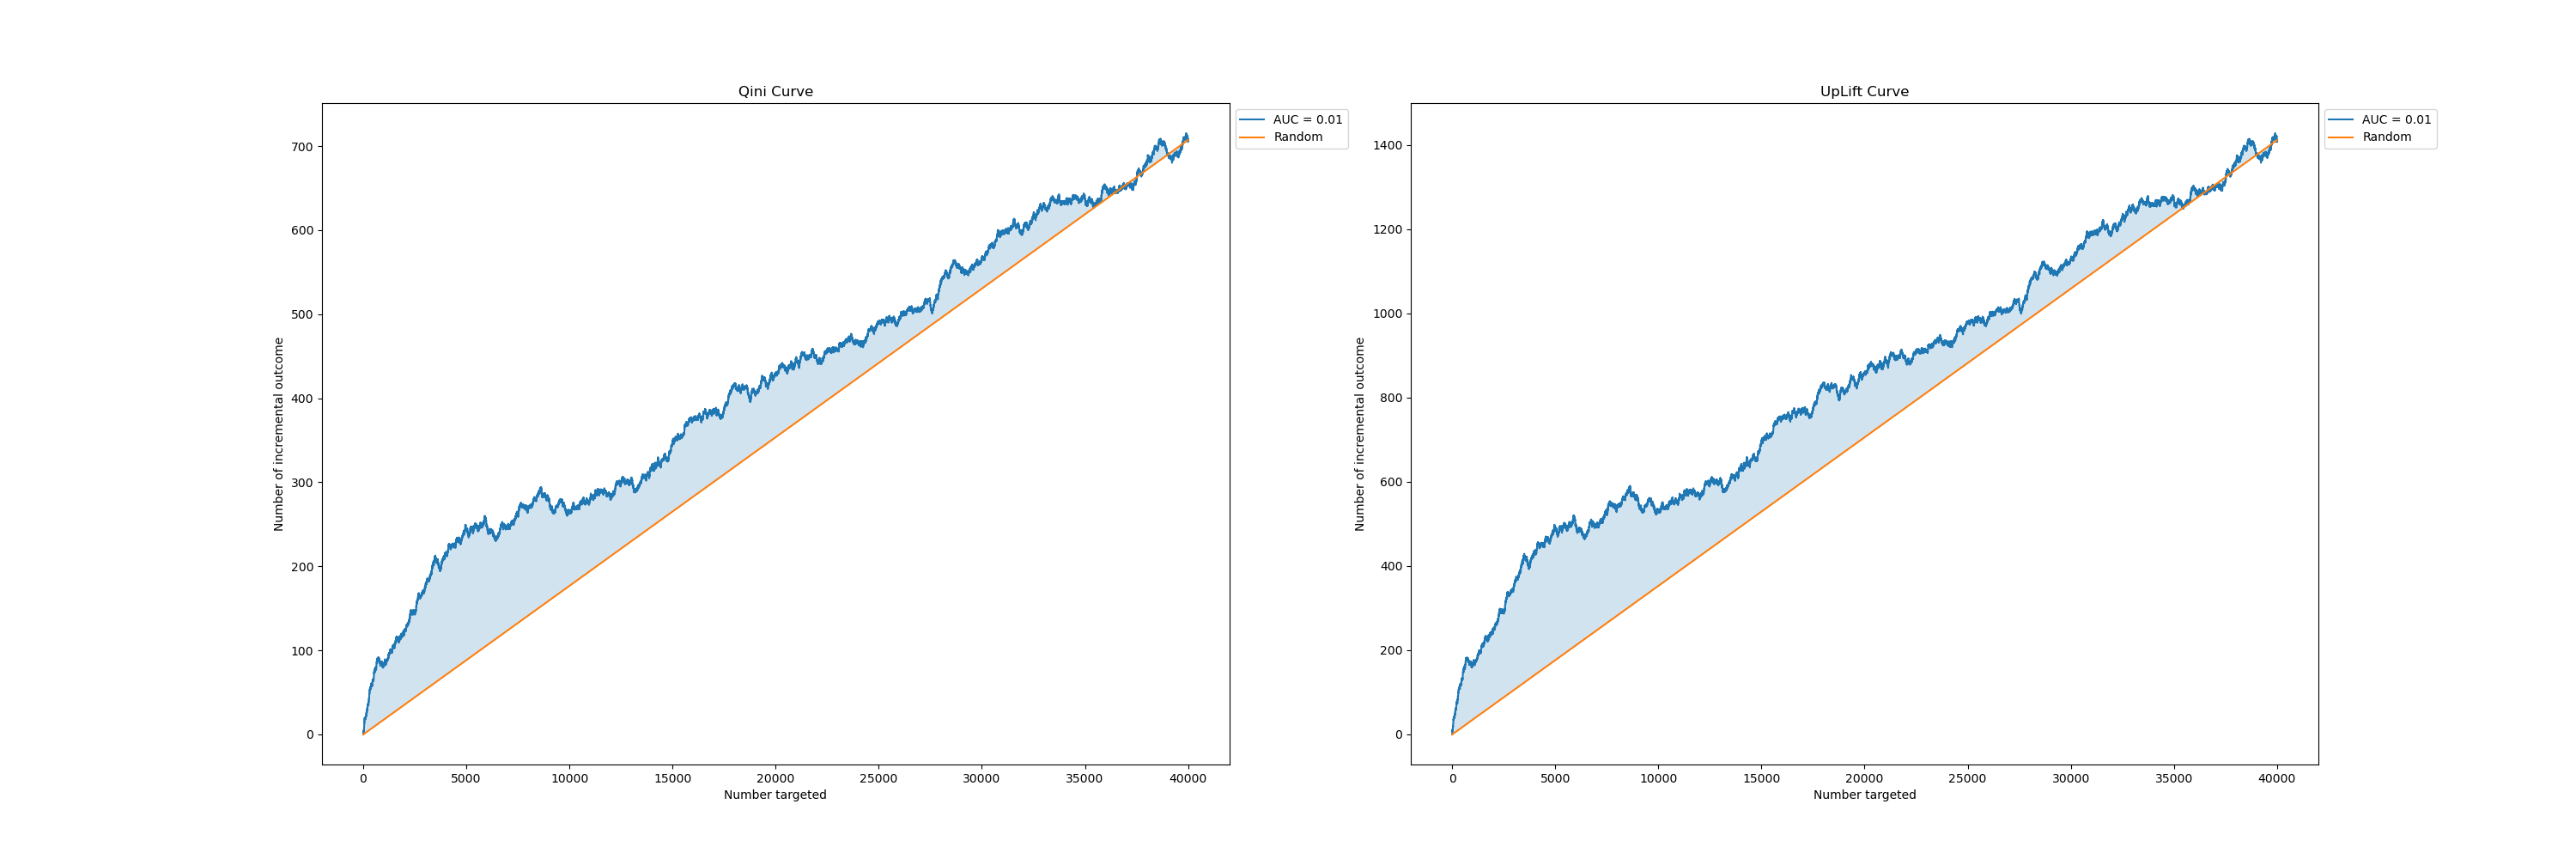 Qini Curve
AUC = 0.01
Random
700
600
500
400
300
200
100
0
Number of incremental outcome
0 5000 10000 15000 20000 25000 30000 35000 40000
Number targeted
UpLift Curve
AUC = 0.01
Random
1400
1200
1000
800
600
400
200
0
Number of incremental outcome
0 5000 10000 15000 20000 25000 30000 35000 40000
Number targeted